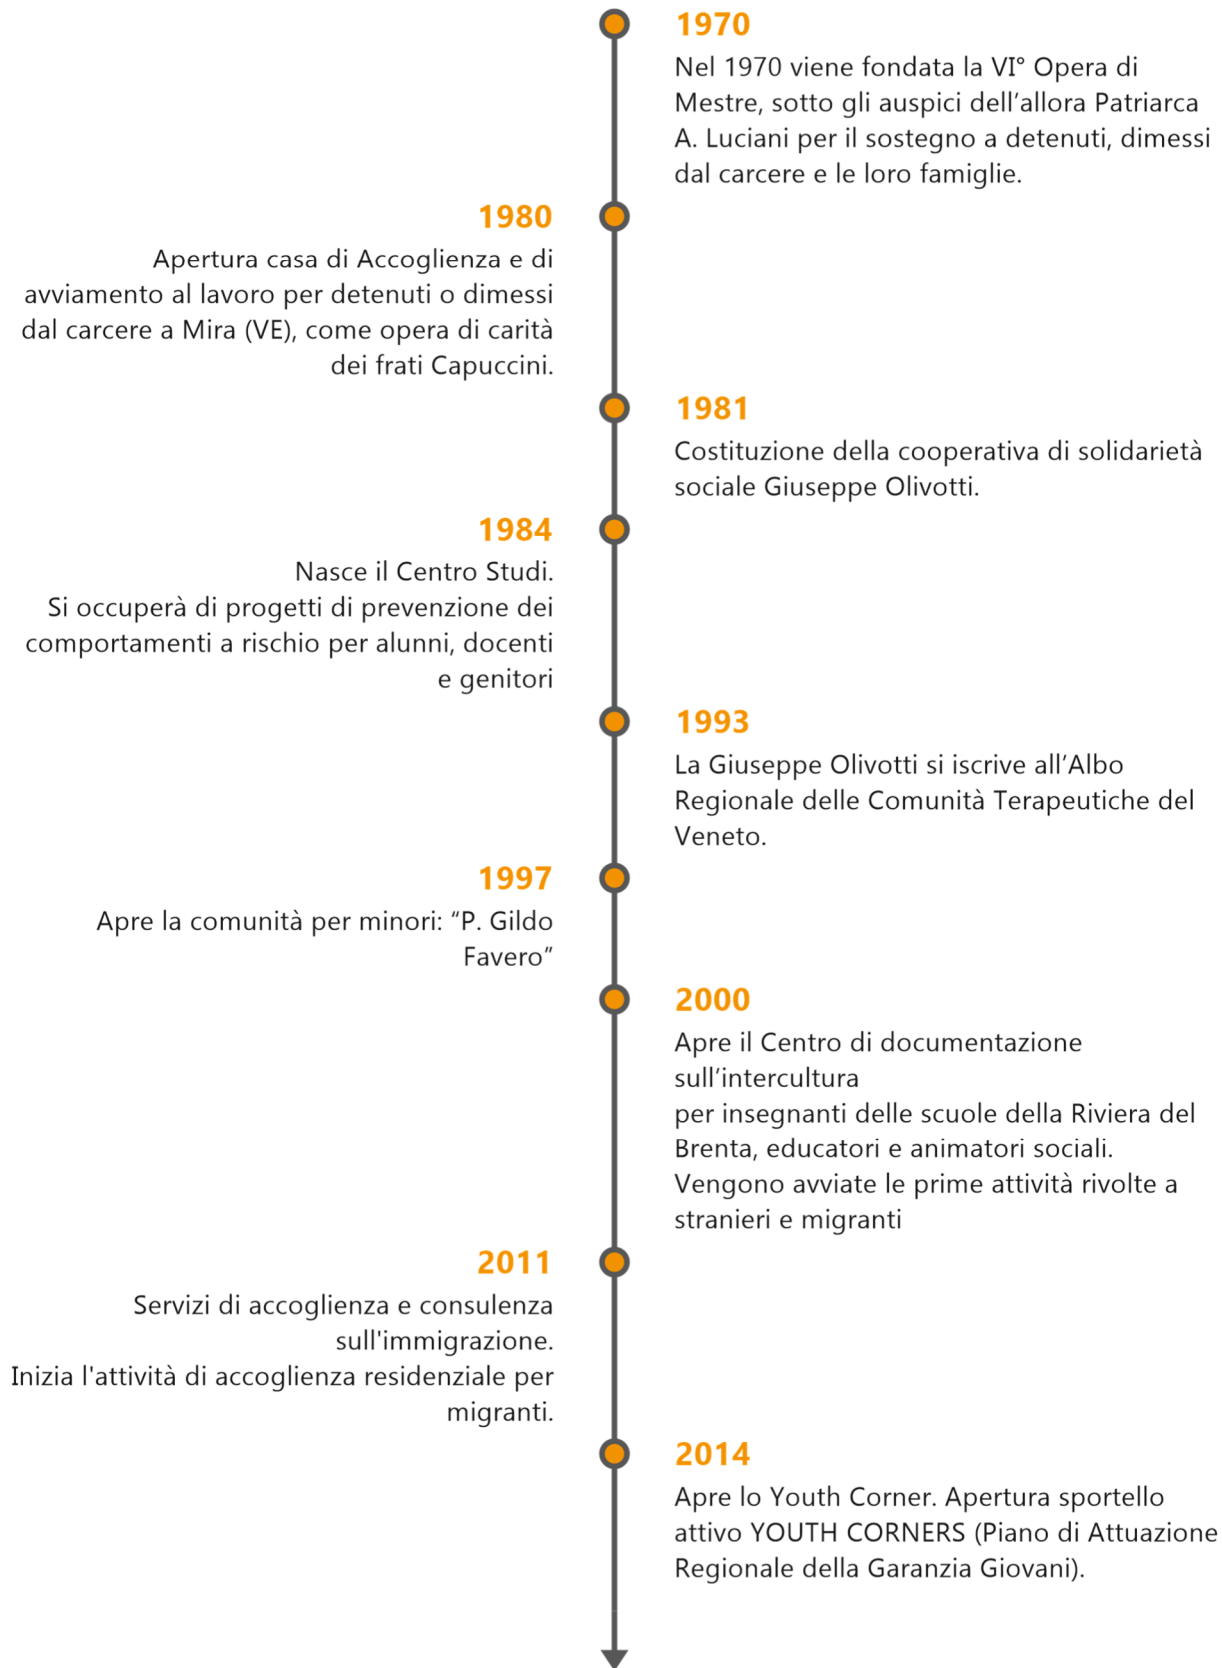 1970
Nel 1970 viene fondata la VI° Opera di
Mestre, sotto gli auspici dell’allora Patriarca
A. Luciani per il sostegno a detenuti, dimessi
dal carcere e le loro famiglie.
1980
Apertura casa di Accoglienza e di
avviamento al lavoro per detenuti o dimessi
dal carcere a Mira (VE), come opera di carità
dei frati Capuccini.
1981
Costituzione della cooperativa di solidarietà
sociale Giuseppe Olivotti.
1984
Nasce il Centro Studi.
Si occuperà di progetti di prevenzione dei
comportamenti a rischio per alunni, docenti
e genitori
1993
La Giuseppe Olivotti si iscrive all’Albo
Regionale delle Comunità Terapeutiche del
Veneto.
1997
Apre la comunità per minori: “P. Gildo
Favero”
2000
Apre il Centro di documentazione
sull’intercultura
per insegnanti delle scuole della Riviera del
Brenta, educatori e animatori sociali.
Vengono avviate le prime attività rivolte a
stranieri e migranti
2011
Servizi di accoglienza e consulenza
sull'immigrazione.
Inizia l'attività di accoglienza residenziale per
migranti.
2014
Apre lo Youth Corner. Apertura sportello
attivo YOUTH CORNERS (Piano di Attuazione
Regionale della Garanzia Giovani).